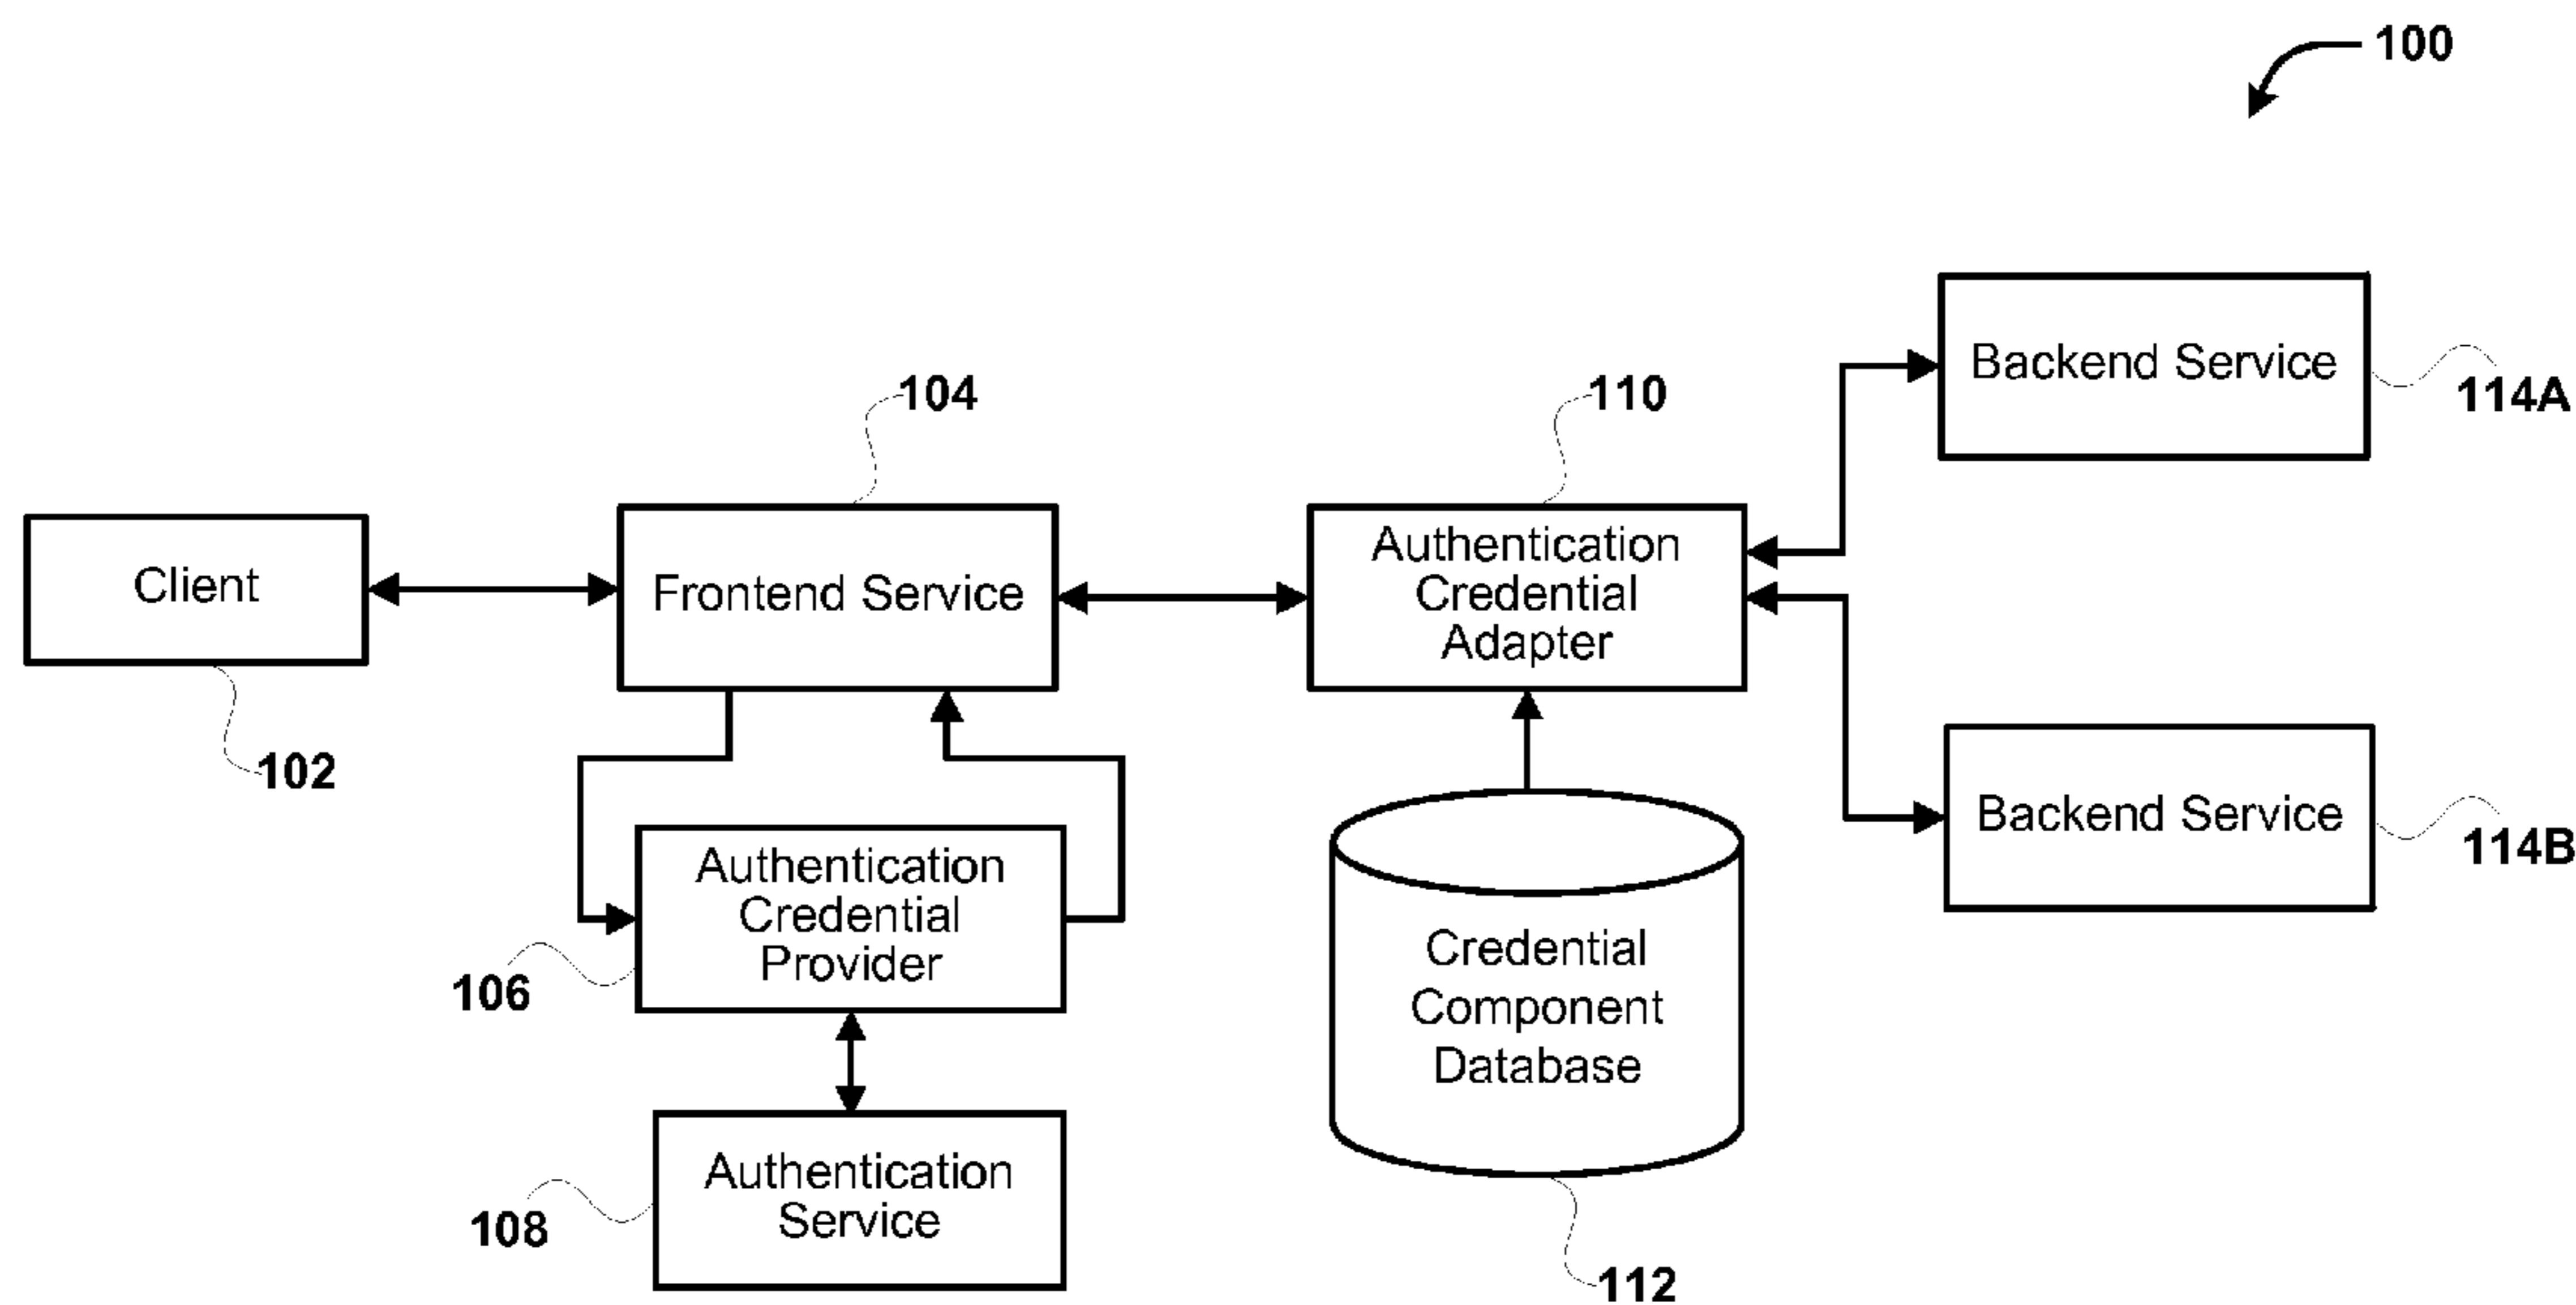 100
Backend Service
114A
104
110
Client
102
Frontend Service
Authentication
Credential
Adapter
Backend Service
114B
Authentication
Credential
Provider
106
Credential
Component
Database
Authentication
Service
108
112